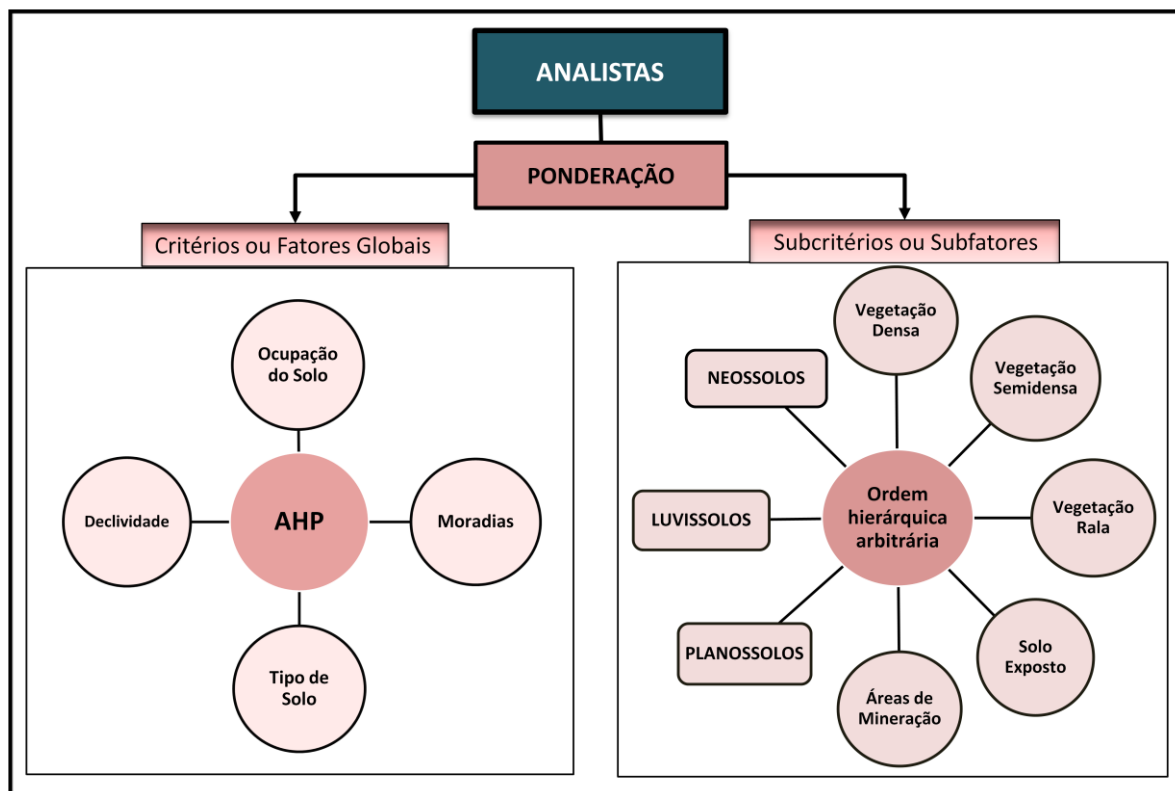 ANALISTAS
PONDERAÇÃO
Critérios ou Fatores Globais
Ocupação
do Solo
Declividade
AHP
Moradias
Tipo de
Solo
Subcritérios ou Subfatores
Vegetação
Densa
Vegetação
Semidensa
NEOSSOLOS
Ordem
hierárquica
arbitrária
LUVISSOLOS
Vegetação
Rala
PLANOSSOLOS
Solo
Exposto
Áreas de
Mineração